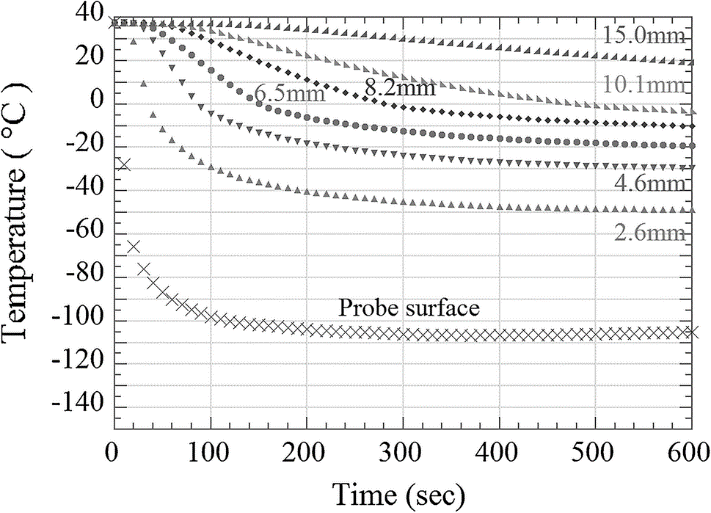 40
20
0
-20
-40
-60
-80
-100
-120
-140
Temperature ( °C)
15.0mm
10.1mm
8.2mm
6.5mm
4.6mm
2.6mm
Probe surface
0 100 200 300 400 500 600
Time (sec)